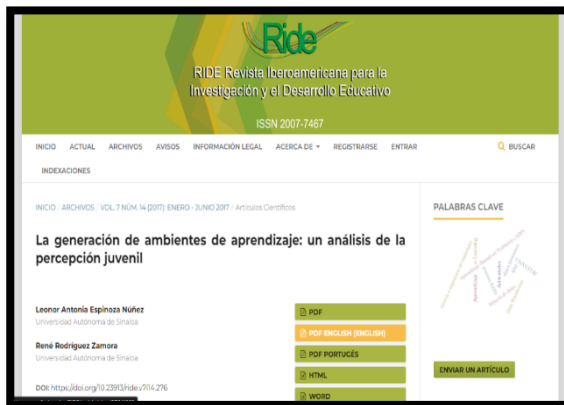 Ride
RIDE Revista Iberoamericana para la
Investigación y el Desarrollo Educativo
ISSN 2007-7467
INICIO ACTUAL ARCHIVOS AVISOS INFORMACIÓN LEGAL ACERCA DE REGISTRARSE ENTRAR BUSCAR
INDEXACIONES
INICIO / ARCHIVOS / VOL. 7 NÚM. 14 (2017): ENERO - JUNIO 2017 / Artículos Científicos
La generación de ambientes de aprendizaje: un análisis de la
percepción juvenil
Leonor Antonia Espinoza Núñez
Universidad Autónoma de Sinaloa
René Rodríguez Zamora
Universidad Autónoma de Sinaloa
DOI: https://doi.org/10.23913/ride.v7i14.276
PDF
PDF ENGLISH (ENGLISH)
PDF PORTUGÉS
HTML
WORD
PALABRAS CLAVE
ENVIAR UN ARTÍCULO